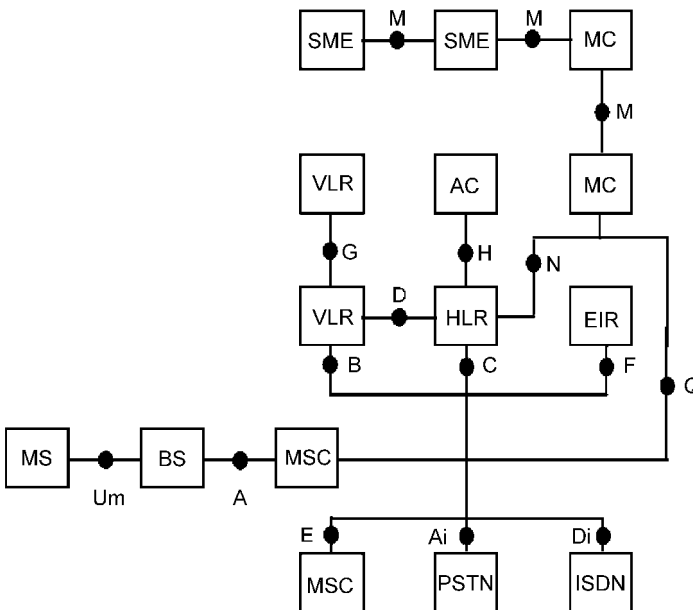 M M
SME SME MC
M
VLR AC MC
G H N
D
VLR HLR EIR
B C F
Q
MS BS MSC
Um A
E Ai Di
MSC PSTN ISDN